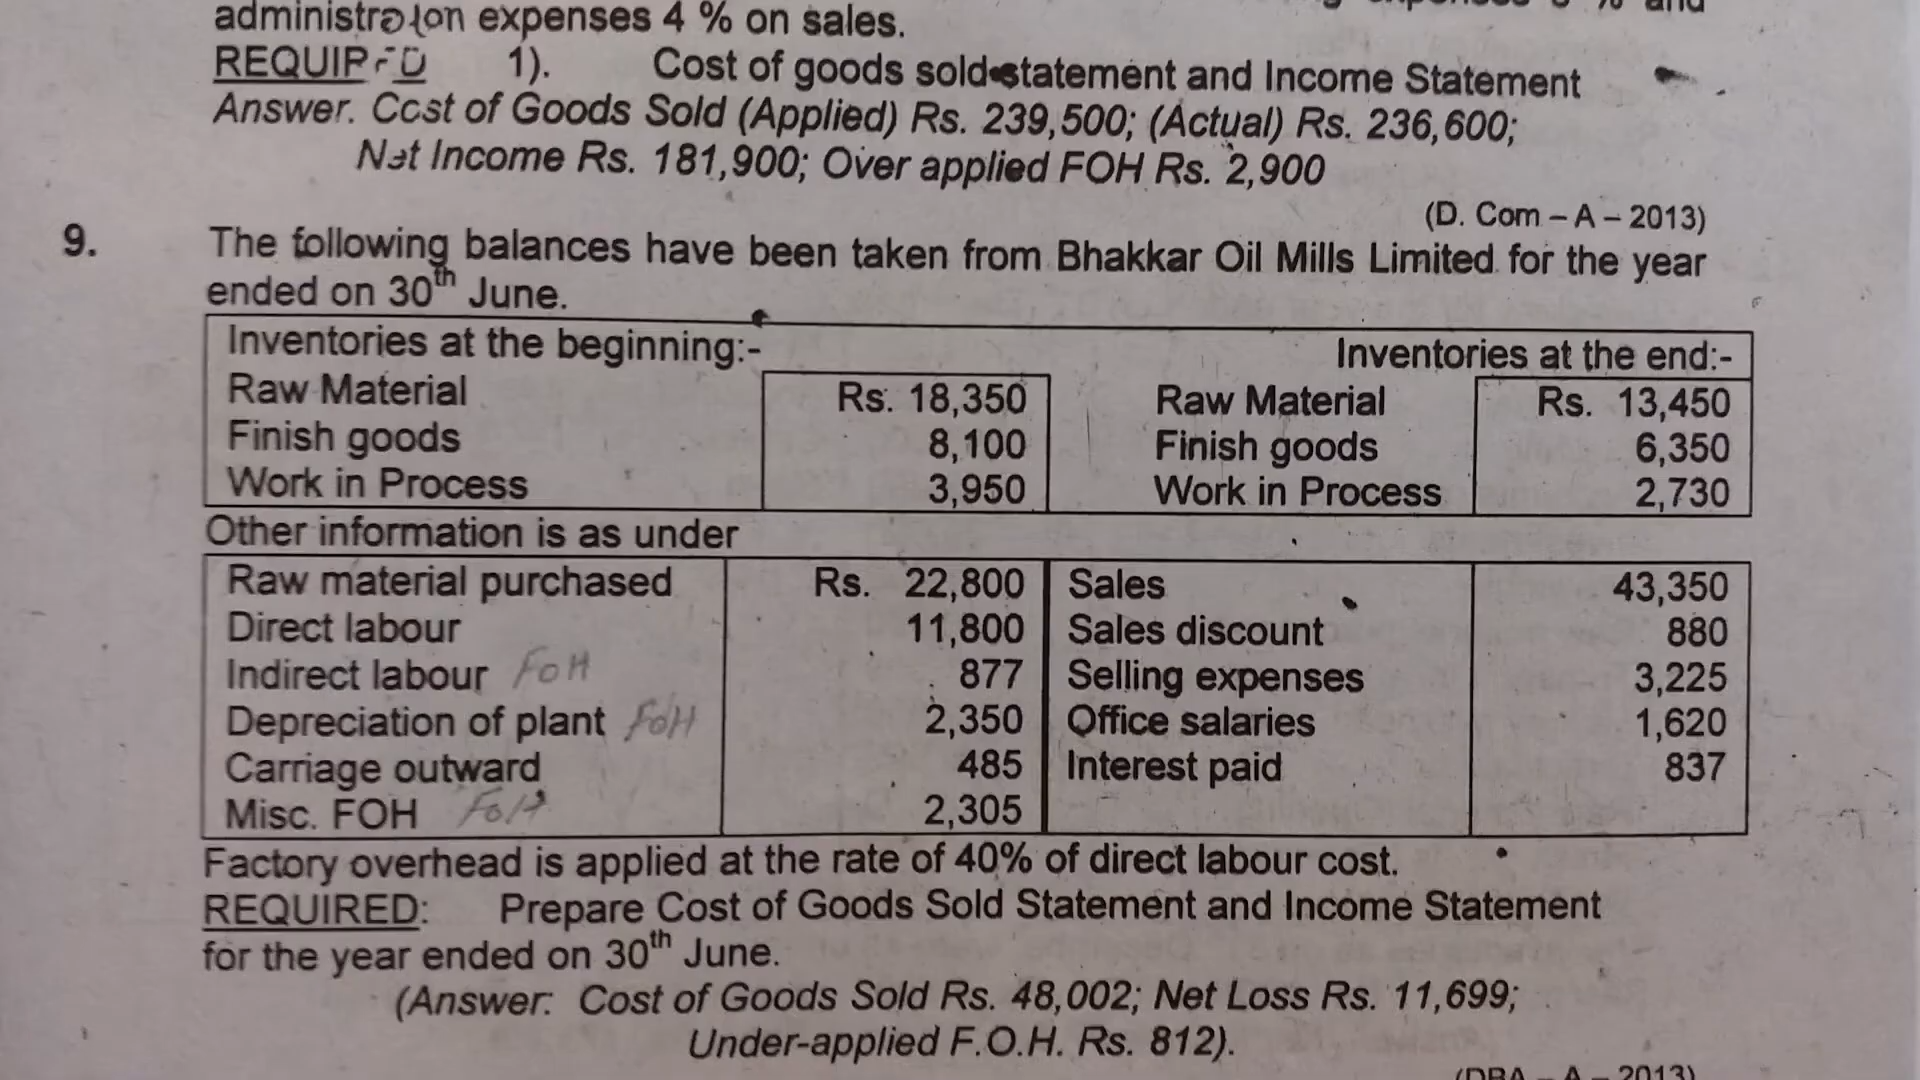 administration expenses 4 % on sales.
REQUIRED 1). Cost of goods sold statement and Income Statement
Answer. Cost of Goods Sold (Applied) Rs. 239,500; (Actual) Rs. 236,600;
Net Income Rs. 181,900; Over applied FOH Rs. 2,900
(D. Com – A – 2013)
9. The following balances have been taken from Bhakkar Oil Mills Limited for the year
ended on 30th June.
Inventories at the beginning:- Inventories at the end:-
Raw Material Rs. 18,350 Raw Material Rs. 13,450
Finish goods 8,100 Finish goods 6,350
Work in Process 3,950 Work in Process 2,730
Other information is as under
Raw material purchased Rs. 22,800 Sales 43,350
Direct labour 11,800 Sales discount 880
Indirect labour FOH 877 Selling expenses 3,225
Depreciation of plant FOH 2,350 Office salaries 1,620
Carriage outward 485 Interest paid 837
Misc. FOH FOH 2,305
Factory overhead is applied at the rate of 40% of direct labour cost.
REQUIRED: Prepare Cost of Goods Sold Statement and Income Statement
for the year ended on 30th June.
(Answer: Cost of Goods Sold Rs. 48,002; Net Loss Rs. 11,699;
Under-applied F.O.H. Rs. 812).
(DBA – A – 2013)